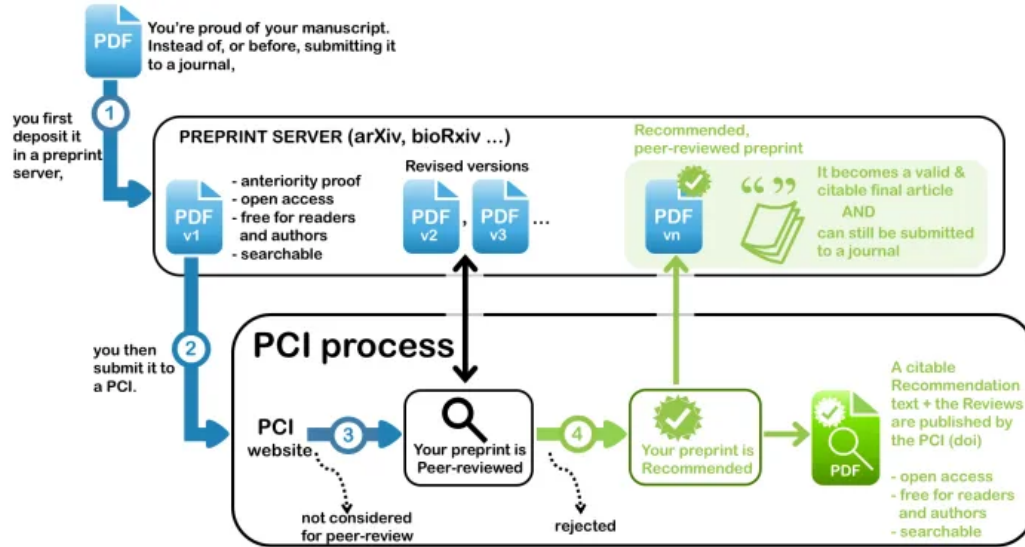 PDF
You're proud of your manuscript.
Instead of, or before, submitting it
to a journal,
1
you first
deposit it
in a preprint
server,
PREPRINT SERVER (arXiv, bioRxiv ...)
PDF
v1
- anteriority proof
- open access
- free for readers
and authors
- searchable
Revised versions
PDF
v2
,
PDF
v3
...
Recommended,
peer-reviewed preprint
PDF
vn
“ ”
It becomes a valid &
citable final article
AND
can still be submitted
to a journal
2
you then
submit it to
a PCI.
PCI process
PCI
website
3
not considered
for peer-review
Your preprint is
Peer-reviewed
4
rejected
Your preprint is
Recommended
PDF
A citable
Recommendation
text + the Reviews
are published by
the PCI (doi)
- open access
- free for readers
and authors
- searchable